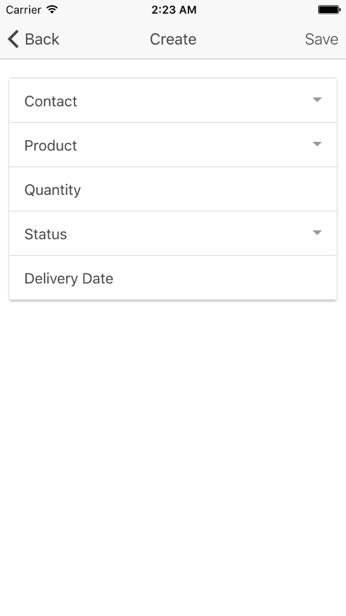 Carrier 2:23 AM
Back Create Save
Contact
Product
Quantity
Status
Delivery Date